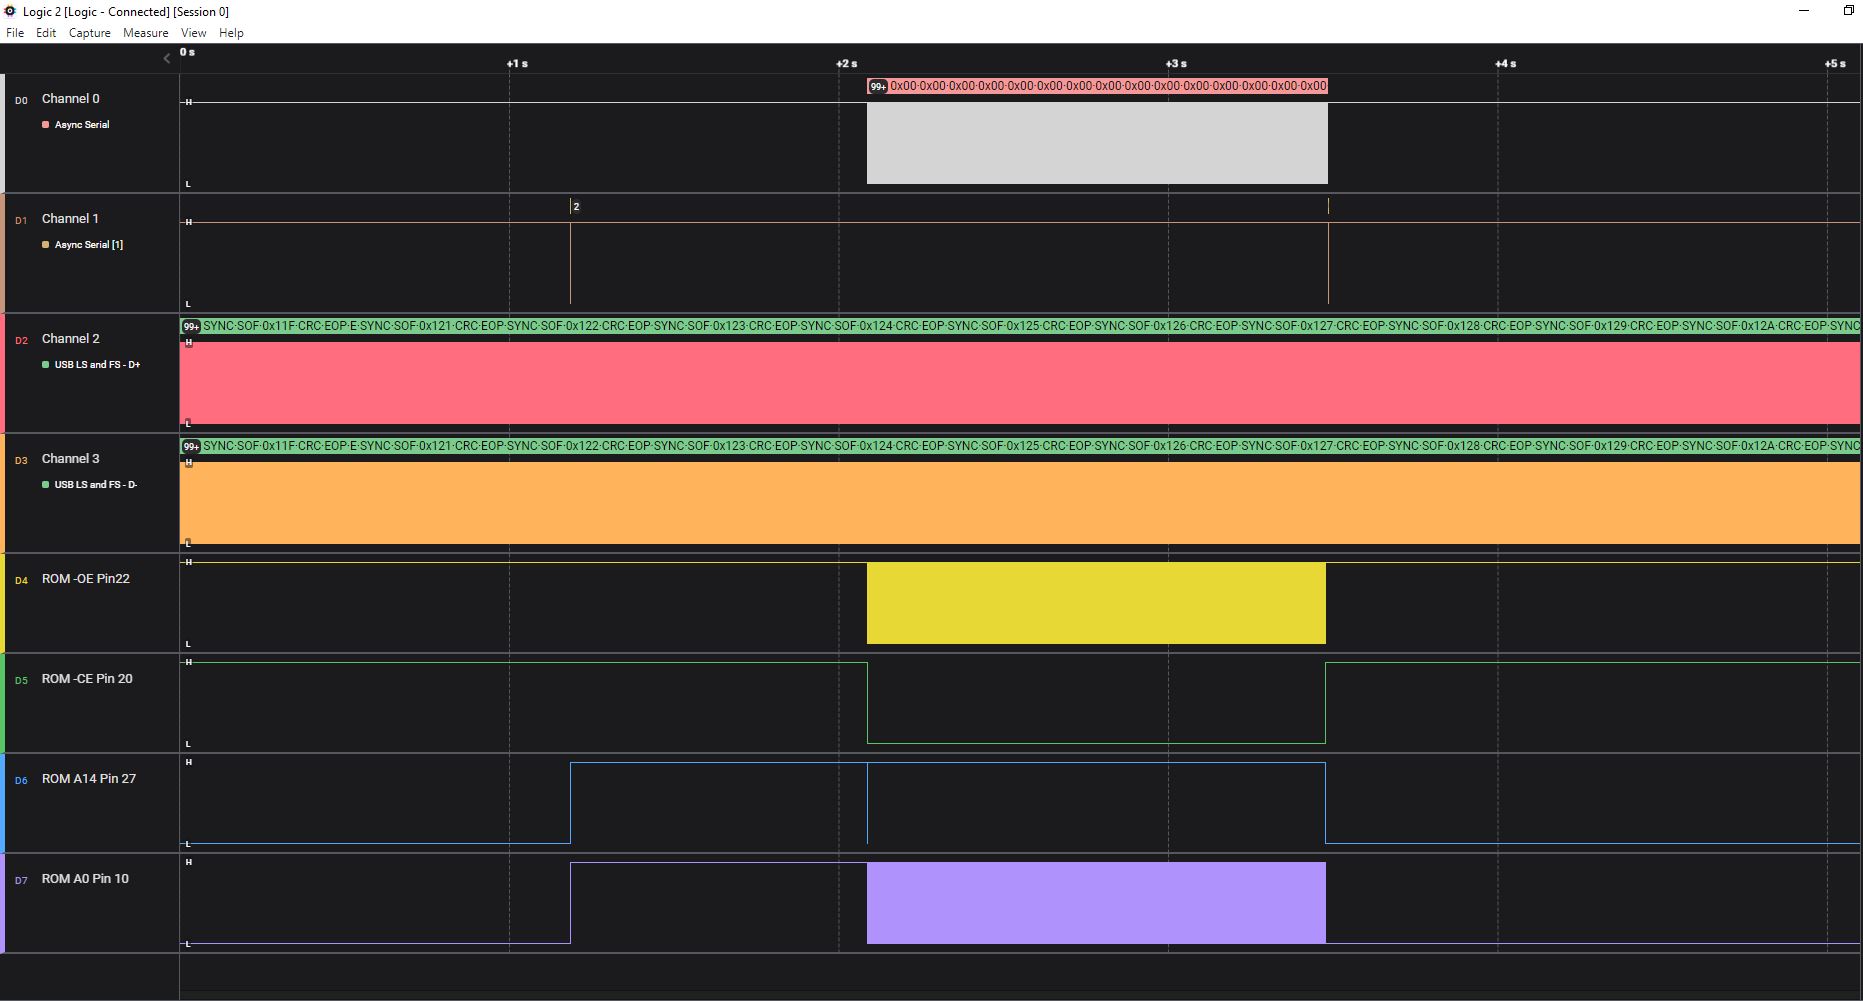 Logic 2 [Logic - Connected] [Session 0]
File Edit Capture Measure View Help
0 s
+1 s +2 s +3 s +4 s +5 s
D0 Channel 0
Async Serial
99+ 0x00·0x00·0x00·0x00·0x00·0x00·0x00·0x00·0x00·0x00·0x00·0x00·0x00·0x00·0x00
H
L
D1 Channel 1
Async Serial [1]
2
H
L
D2 Channel 2
USB LS and FS - D+
99+ SYNC·SOF·0x11F·CRC·EOP·E·SYNC·SOF·0x121·CRC·EOP·SYNC·SOF·0x122·CRC·EOP·SYNC·SOF·0x123·CRC·EOP·SYNC·SOF·0x124·CRC·EOP·SYNC·SOF·0x125·CRC·EOP·SYNC·SOF·0x126·CRC·EOP·SYNC·SOF·0x127·CRC·EOP·SYNC·SOF·0x128·CRC·EOP·SYNC·SOF·0x129·CRC·EOP·SYNC·SOF·0x12A·CRC·EOP·SYNC
H
L
D3 Channel 3
USB LS and FS - D-
99+ SYNC·SOF·0x11F·CRC·EOP·E·SYNC·SOF·0x121·CRC·EOP·SYNC·SOF·0x122·CRC·EOP·SYNC·SOF·0x123·CRC·EOP·SYNC·SOF·0x124·CRC·EOP·SYNC·SOF·0x125·CRC·EOP·SYNC·SOF·0x126·CRC·EOP·SYNC·SOF·0x127·CRC·EOP·SYNC·SOF·0x128·CRC·EOP·SYNC·SOF·0x129·CRC·EOP·SYNC·SOF·0x12A·CRC·EOP·SYNC
H
L
D4 ROM -OE Pin22
H
L
D5 ROM -CE Pin 20
H
L
D6 ROM A14 Pin 27
H
L
D7 ROM A0 Pin 10
H
L